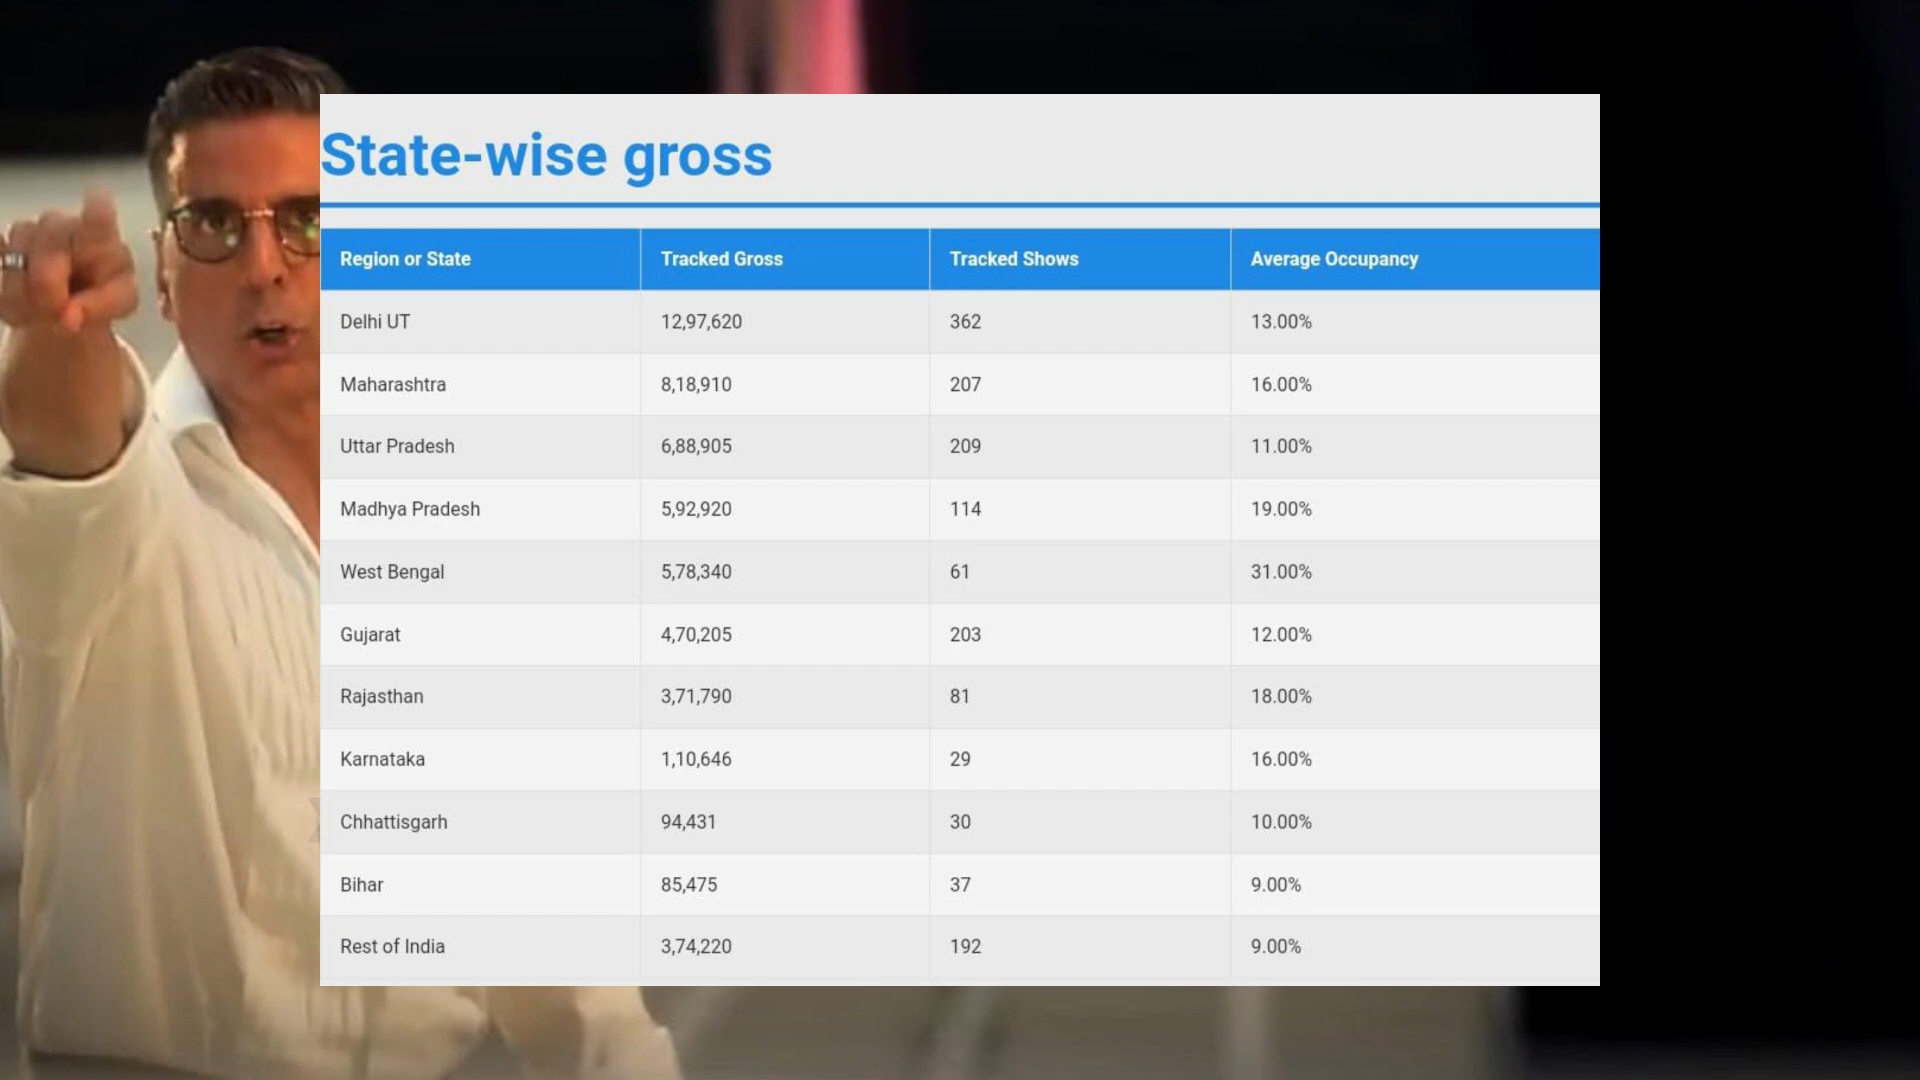 State-wise gross
Region or State Tracked Gross Tracked Shows Average Occupancy
Delhi UT 12,97,620 362 13.00%
Maharashtra 8,18,910 207 16.00%
Uttar Pradesh 6,88,905 209 11.00%
Madhya Pradesh 5,92,920 114 19.00%
West Bengal 5,78,340 61 31.00%
Gujarat 4,70,205 203 12.00%
Rajasthan 3,71,790 81 18.00%
Karnataka 1,10,646 29 16.00%
Chhattisgarh 94,431 30 10.00%
Bihar 85,475 37 9.00%
Rest of India 3,74,220 192 9.00%